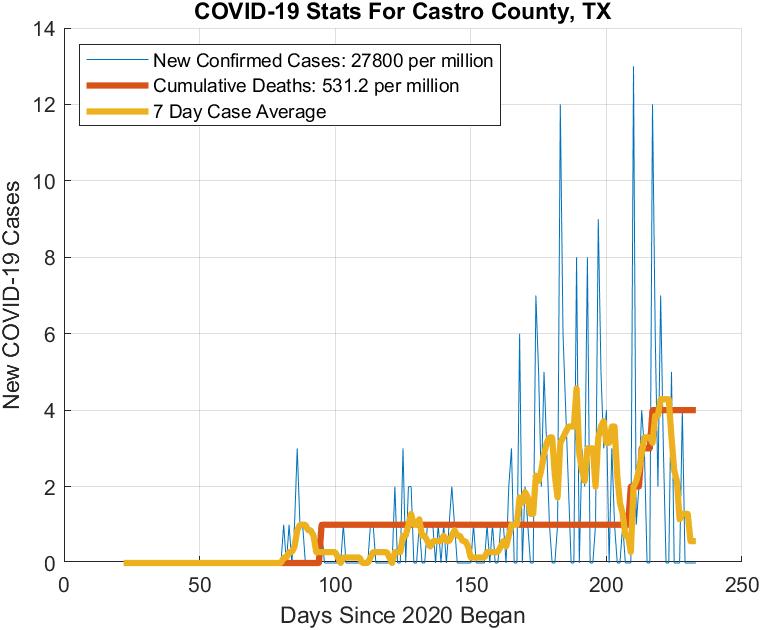 COVID-19 Stats For Castro County, TX
New Confirmed Cases: 27800 per million
Cumulative Deaths: 531.2 per million
7 Day Case Average
New COVID-19 Cases
14
12
10
8
6
4
2
0
0 50 100 150 200 250
Days Since 2020 Began